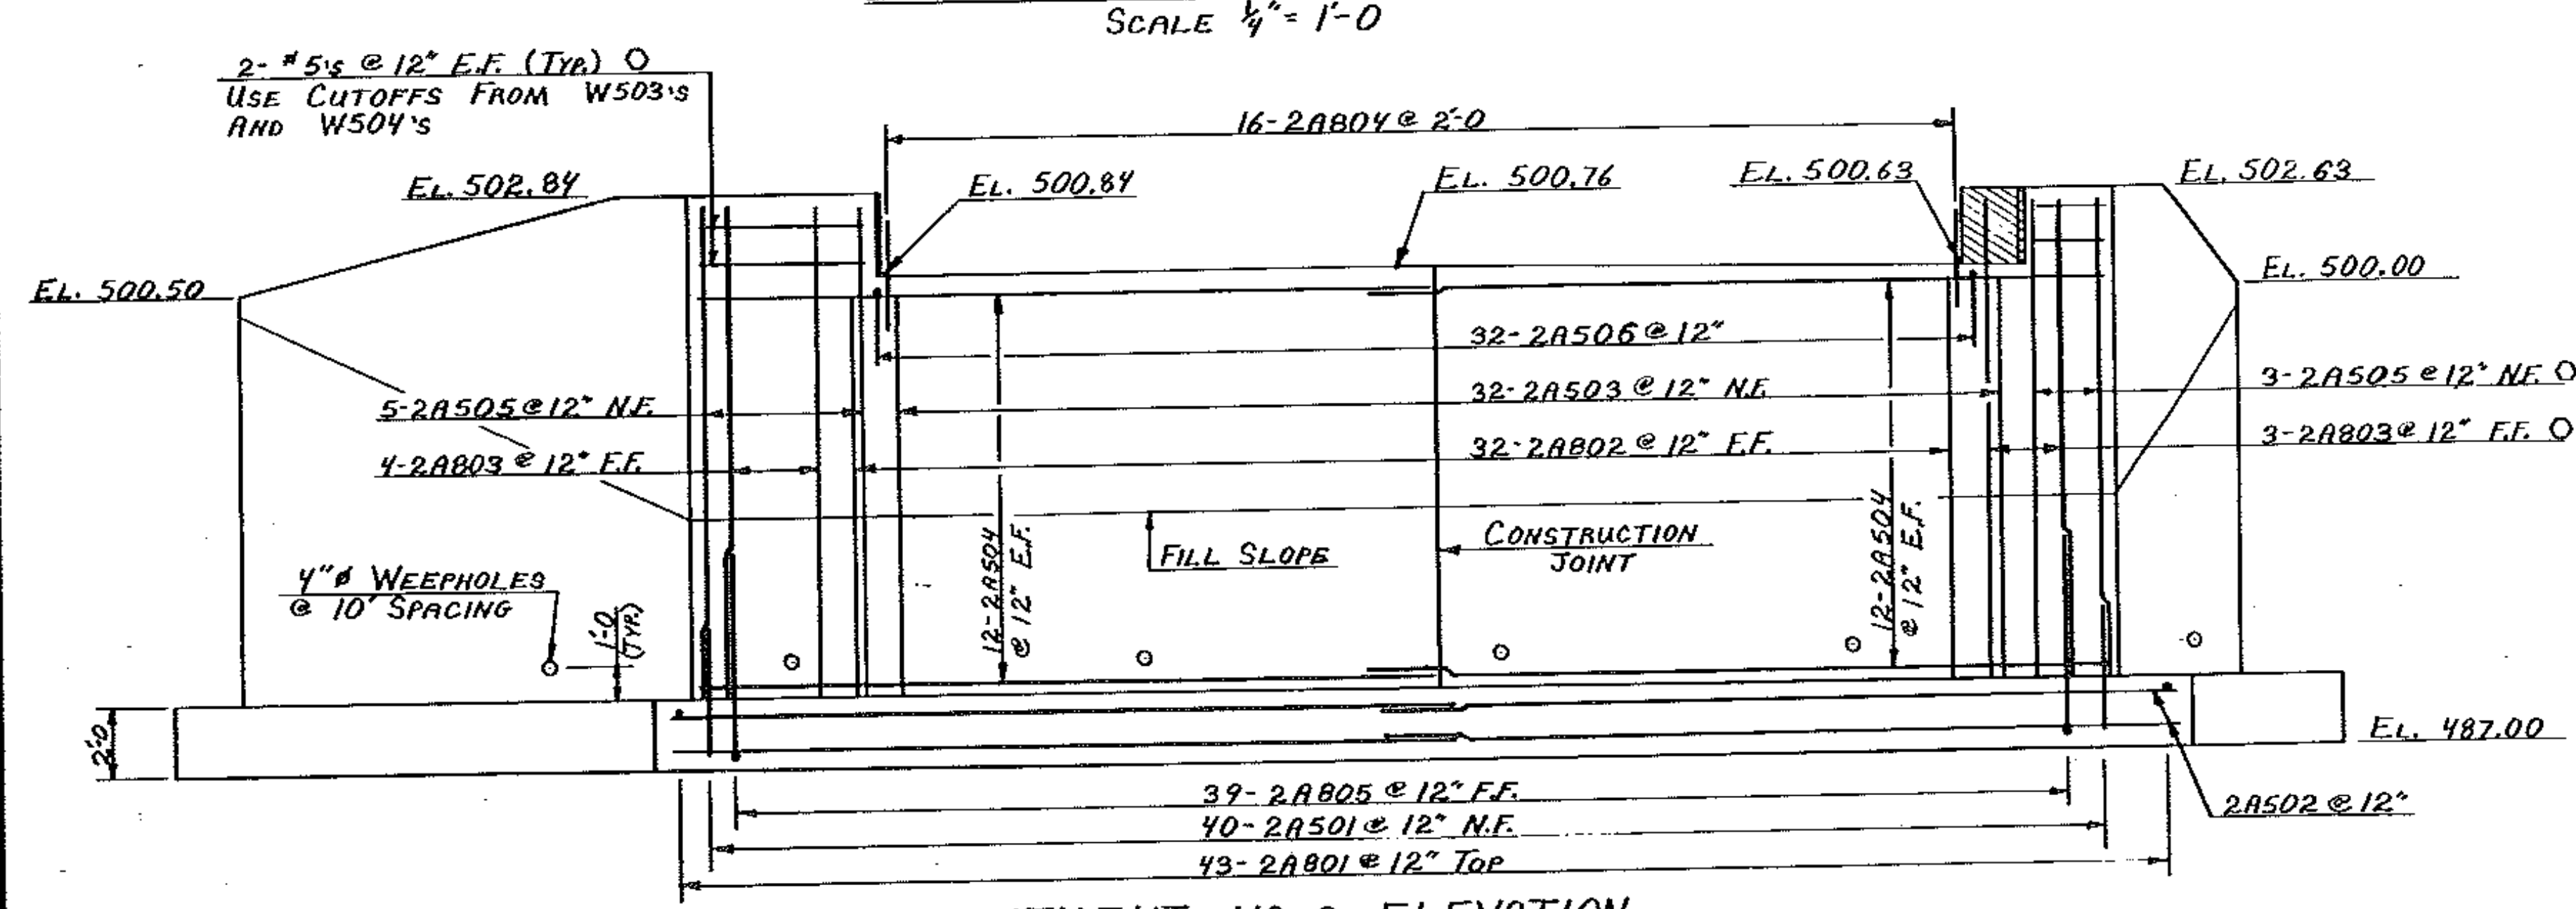 SCALE ¼" = 1'-0
2- #5's @ 12" E.F. (TYP.)
USE CUTOFFS FROM W503's
AND W504's
16-2A804 @ 2'-0
EL. 502.84
EL. 500.84
EL. 500.76
EL. 500.63
EL. 502.63
EL. 500.50
EL. 500.00
32-2A506 @ 12"
5-2A505 @ 12" N.F.
32-2A503 @ 12" N.F.
3-2A505 @ 12" N.F.
4-2A803 @ 12" F.F.
32-2A802 @ 12" F.F.
3-2A803 @ 12" F.F.
12-2A504
@ 12" E.F.
12-2A504
@ 12" E.F.
FILL SLOPE
CONSTRUCTION
JOINT
4"ø WEEPHOLES
@ 10' SPACING
1'-0
(TYP.)
2'-0
EL. 487.00
39-2A805 @ 12" F.F.
2A502 @ 12"
40-2A501 @ 12" N.F.
43-2A801 @ 12" TOP
ELEVATION